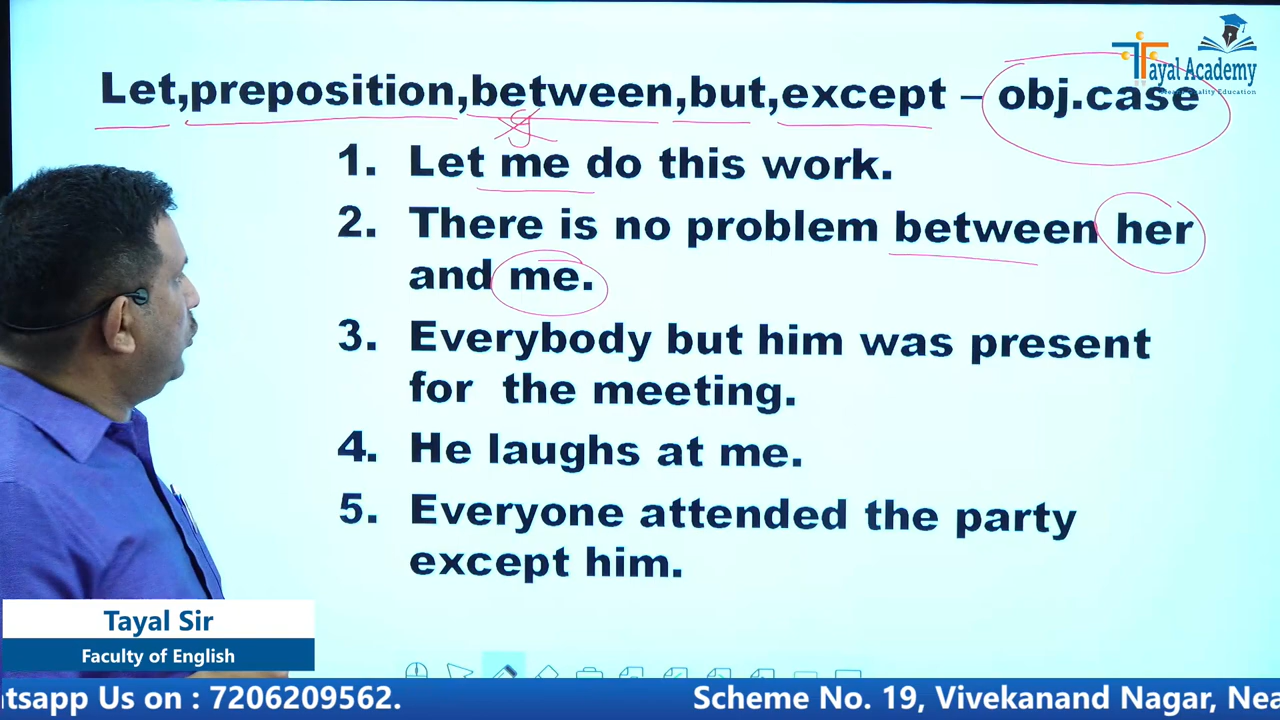 Tayal Academy
Let,preposition,between,but,except – obj.case
1. Let me do this work.
2. There is no problem between her
and me.
3. Everybody but him was present
for the meeting.
4. He laughs at me.
5. Everyone attended the party
except him.
Tayal Sir
Faculty of English
atsapp Us on : 7206209562. Scheme No. 19, Vivekanand Nagar, Nea